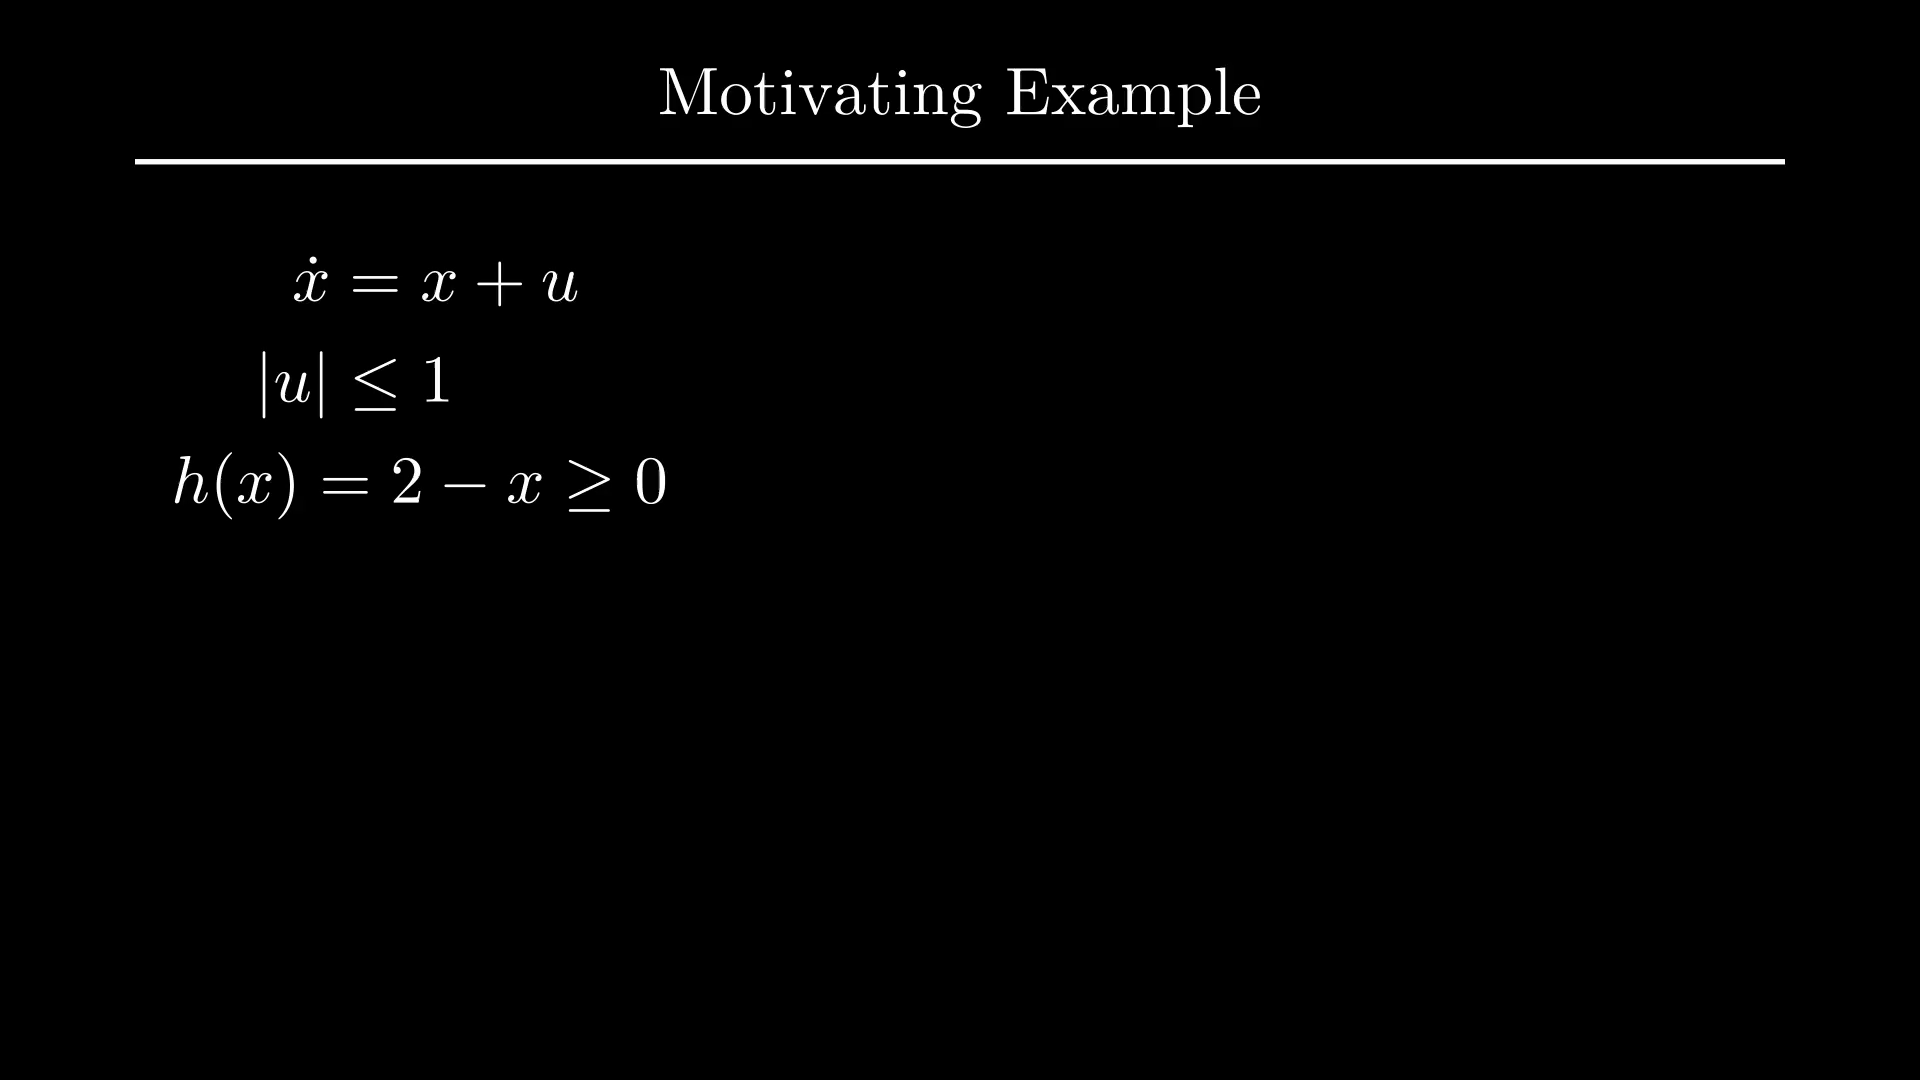 Motivating Example
ẋ = x + u
|u| ≤ 1
h(x) = 2 − x ≥ 0